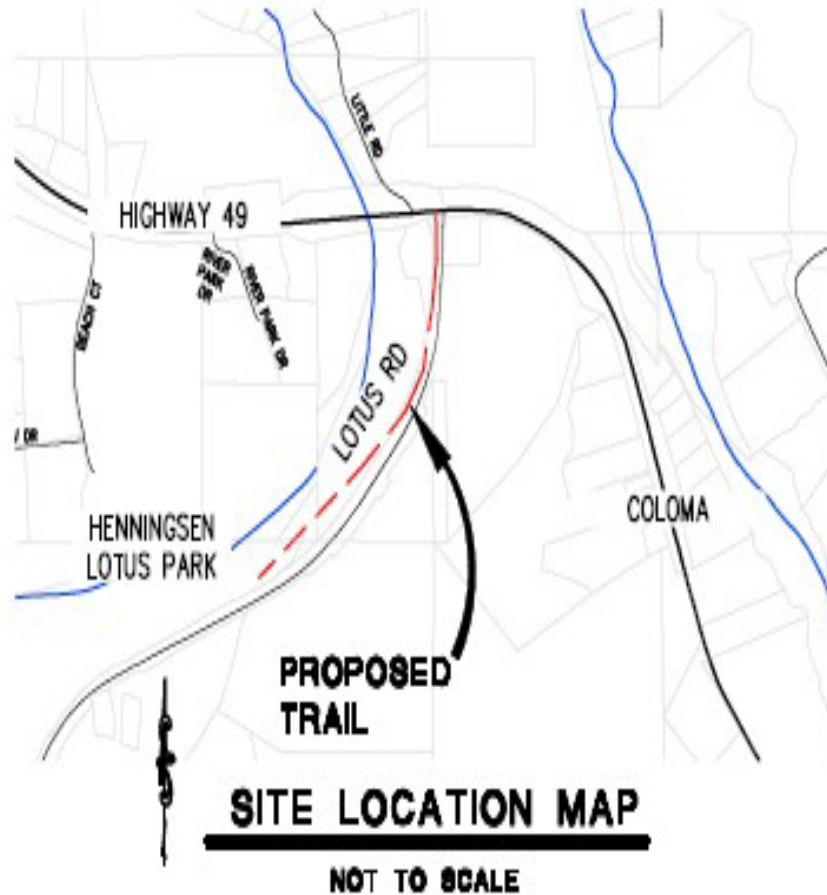 LITTLE RD
HIGHWAY 49
RIVER
PARK
DR
RIVER PARK DR
BEACH CT
LOTUS RD
DR
HENNINGSEN
LOTUS PARK
COLOMA
PROPOSED
TRAIL
SITE LOCATION MAP
NOT TO SCALE